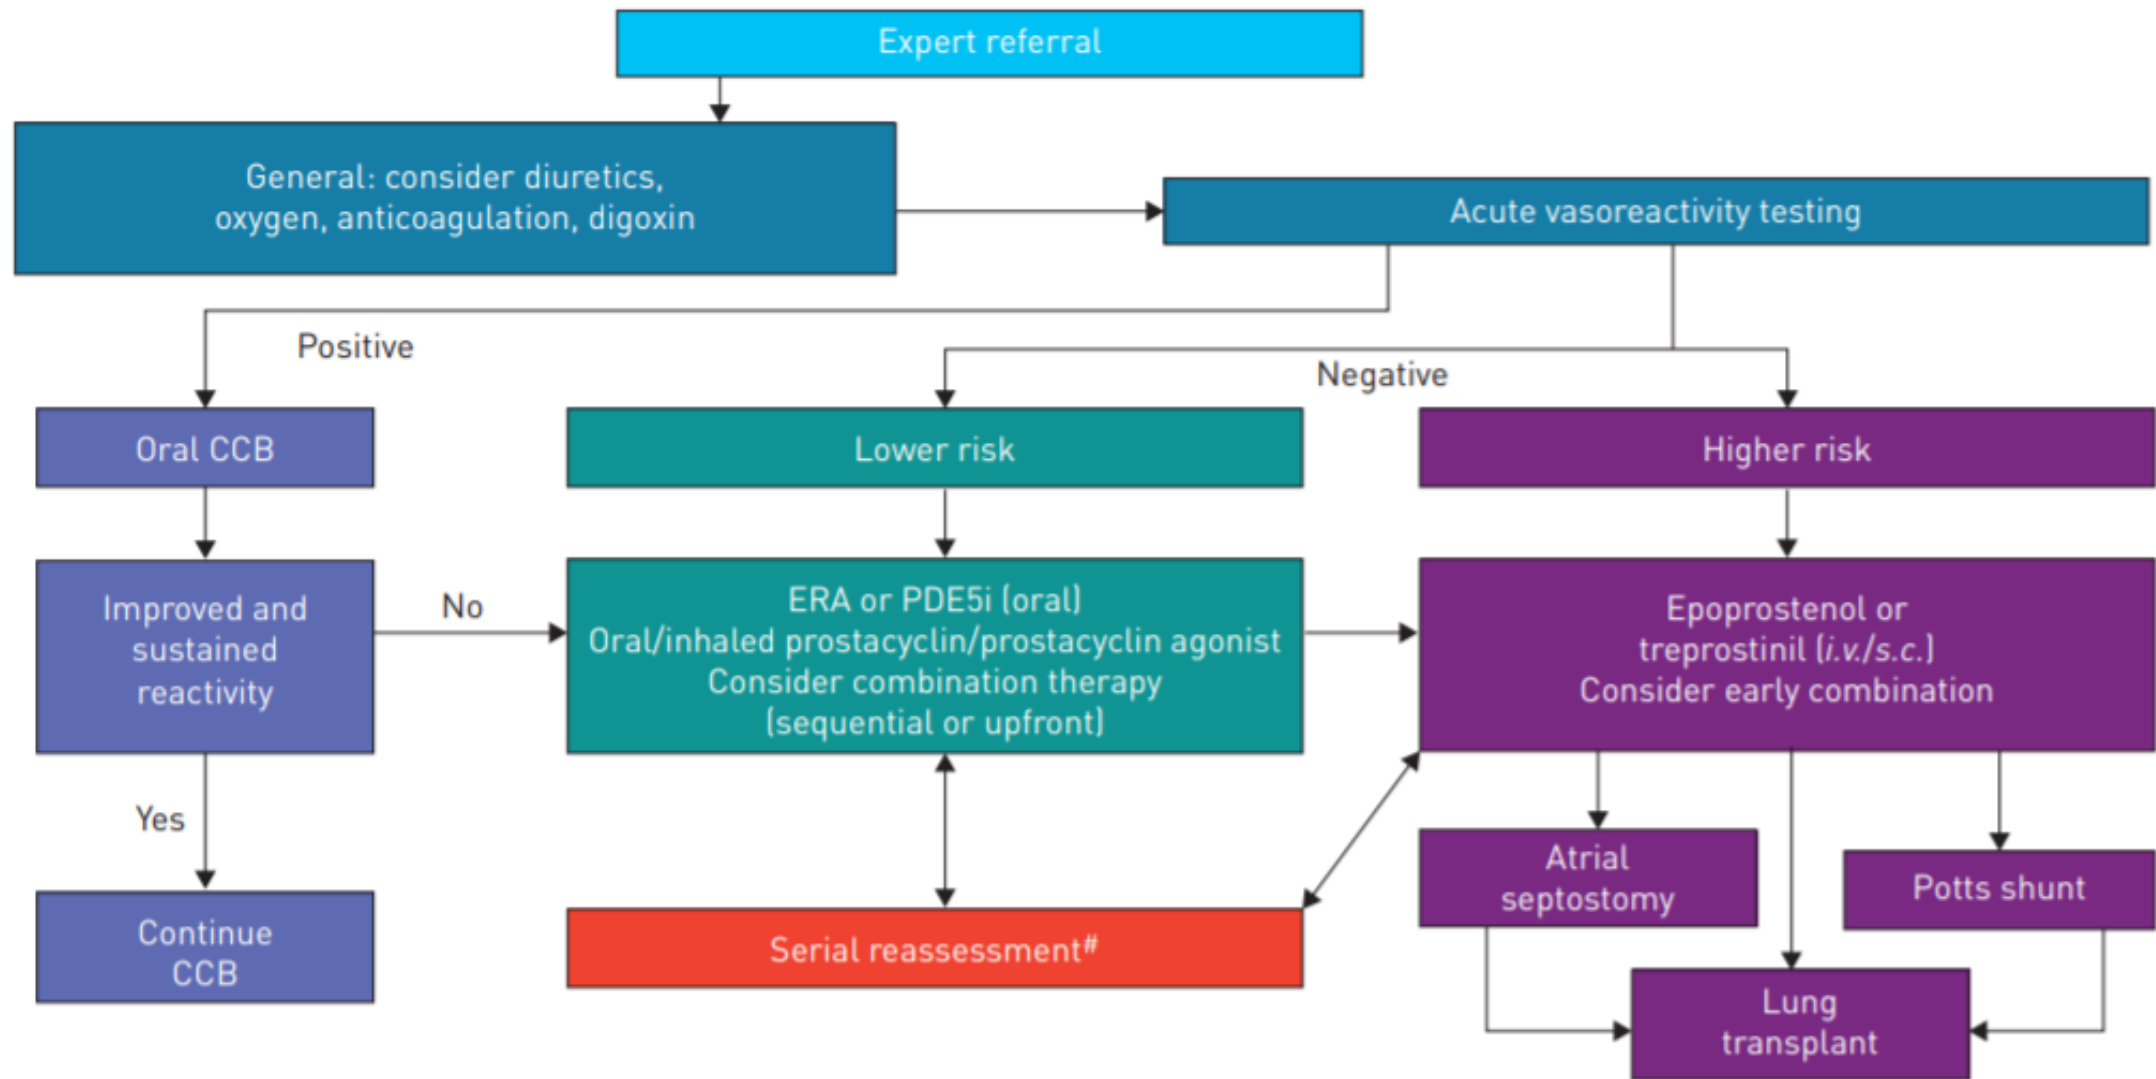 Expert referral
General: consider diuretics,
oxygen, anticoagulation, digoxin
Acute vasoreactivity testing
Positive
Negative
Oral CCB
Lower risk
Higher risk
Improved and
sustained
reactivity
No
ERA or PDE5i (oral)
Oral/inhaled prostacyclin/prostacyclin agonist
Consider combination therapy
(sequential or upfront)
Epoprostenol or
treprostinil (i.v./s.c.)
Consider early combination
Yes
Atrial
septostomy
Potts shunt
Continue
CCB
Serial reassessment#
Lung
transplant